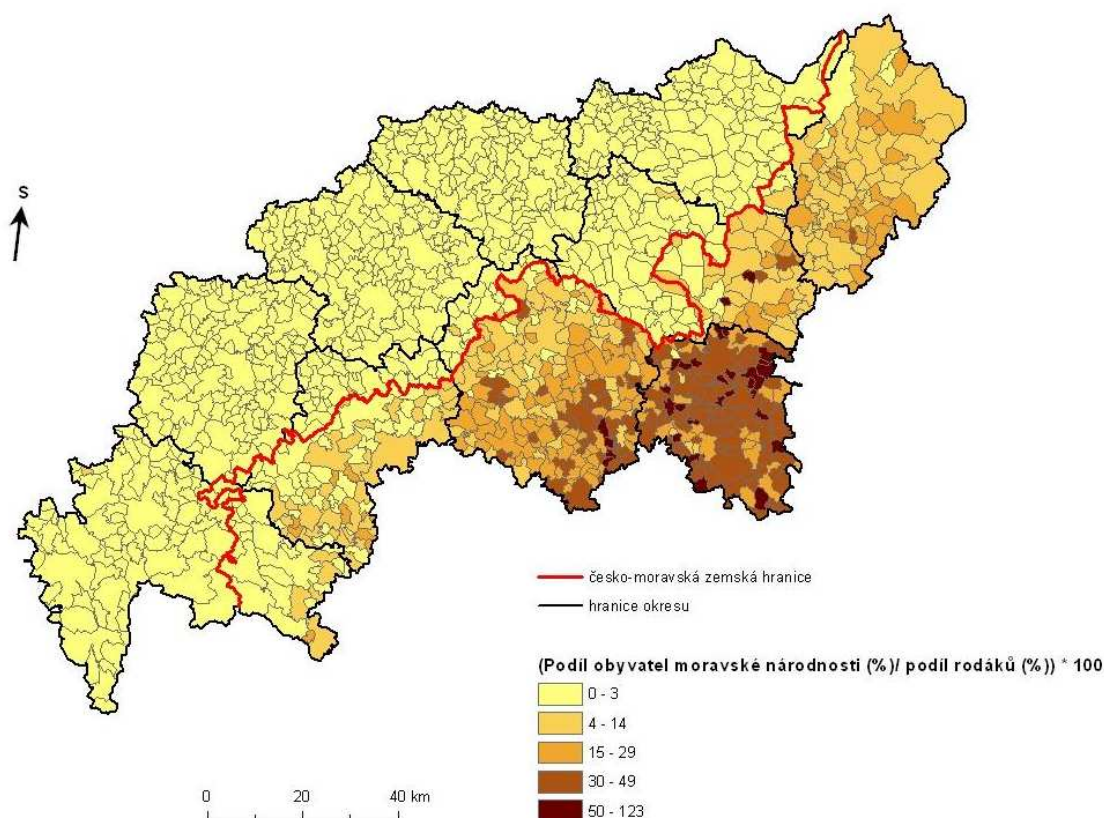 S
česko-moravská zemská hranice
hranice okresu
(Podíl obyvatel moravské národnosti (%)/ podíl rodáků (%)) * 100
0 - 3
4 - 14
15 - 29
30 - 49
50 - 123
0 20 40 km